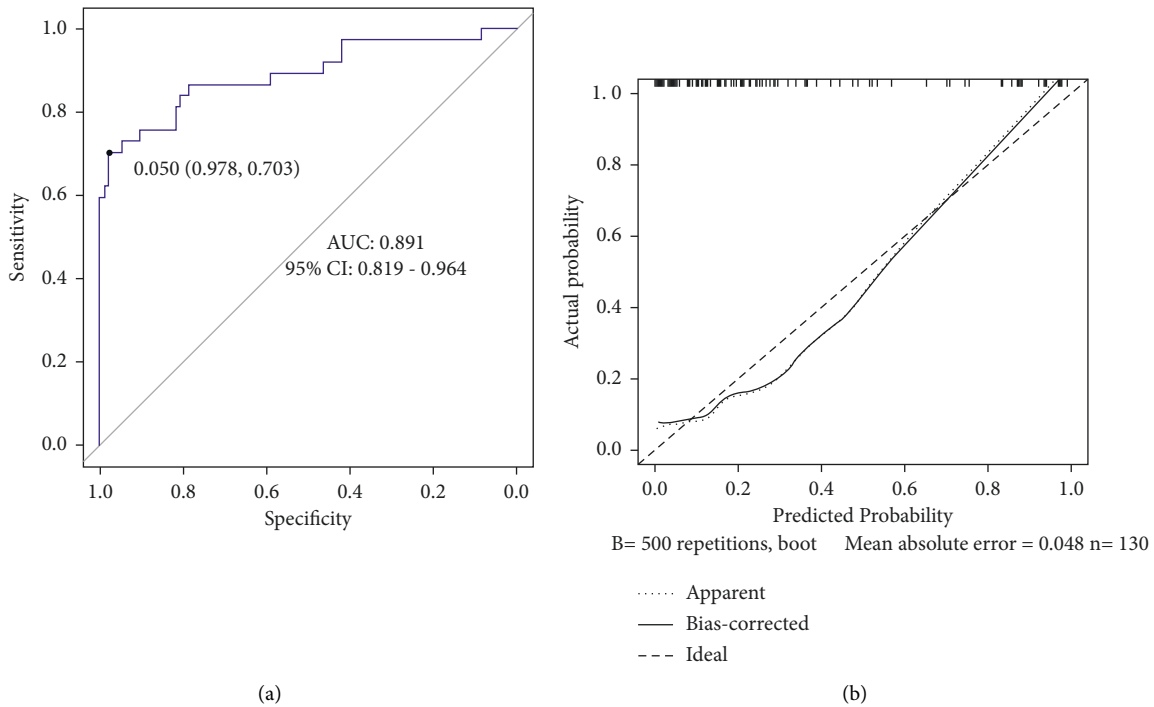 1.0
0.8
0.6
0.4
0.2
0.0
Sensitivity
0.050 (0.978, 0.703)
AUC: 0.891
95% CI: 0.819 - 0.964
1.0 0.8 0.6 0.4 0.2 0.0
Specificity
(a)
1. 0
0.8
0.6
0.4
0.2
0.0
Actual probability
0.0 0.2 0.4 0.6 0.8 1.0
Predicted Probability
B= 500 repetitions, boot Mean absolute error = 0.048 n= 130
Apparent
Bias-corrected
Ideal
(b)